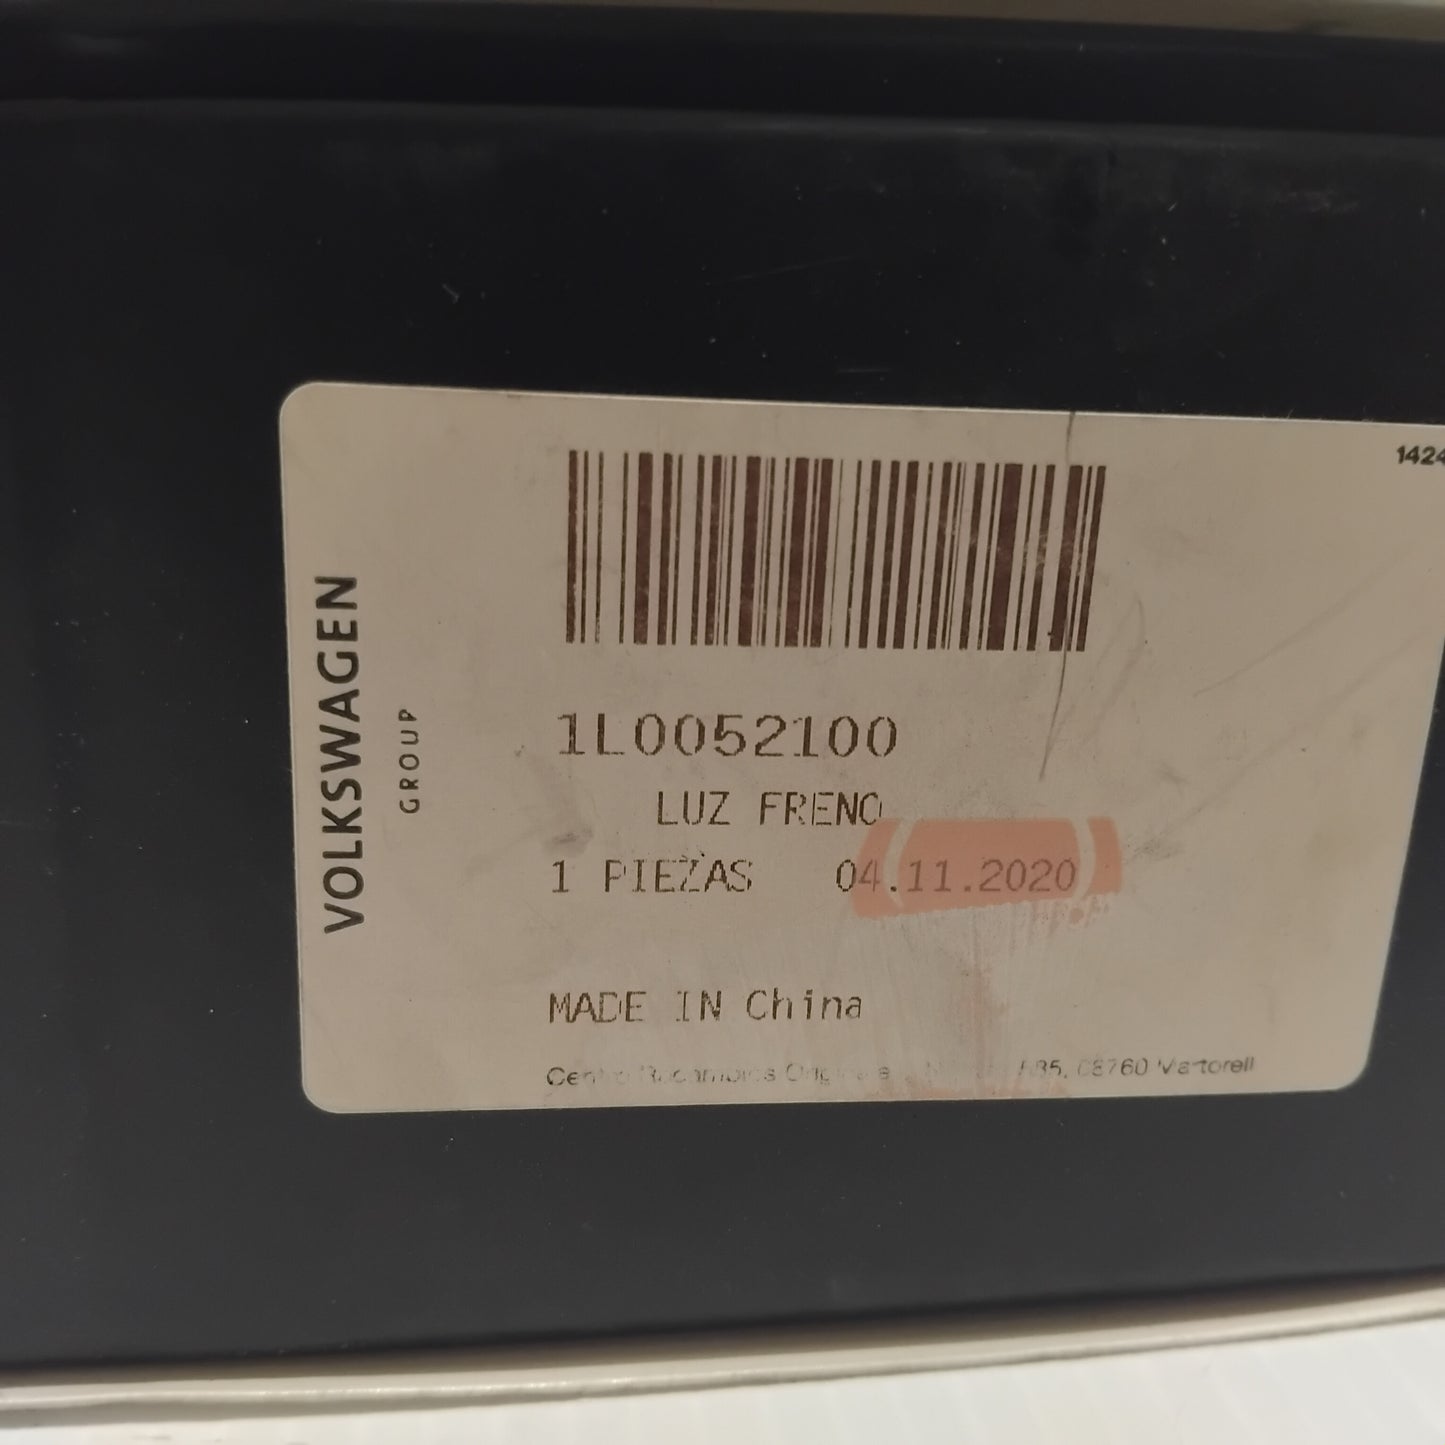 1424
VOLKSWAGEN
GROUP
1L0052100
LUZ FRENO
1 PIEZAS 04.11.2020
MADE IN China
08760 Martorell